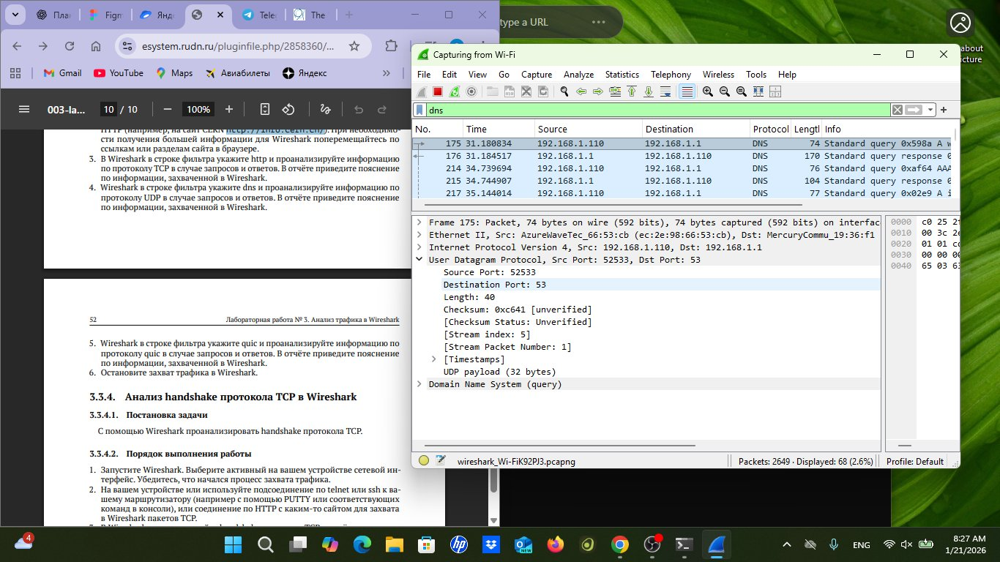 Пла
Figm
Янд
Tele
The
type a URL
esystem.rudn.ru/pluginfile.php/2858360/...
Gmail
YouTube
Maps
Авиабилеты
Яндекс
about
icture
003-la...
10 / 10
100%
HTTP (например, на сайт CERN http://info.cern.ch/). При необходимо-
сти получения большей информации для Wireshark поперемещайтесь по
ссылкам или разделам сайта в браузере.
3. В Wireshark в строке фильтра укажите http и проанализируйте информацию
по протоколу TCP в случае запросов и ответов. В отчёте приведите пояснение
по информации, захваченной в Wireshark.
4. Wireshark в строке фильтра укажите dns и проанализируйте информацию по
протоколу UDP в случае запросов и ответов. В отчёте приведите пояснение
по информации, захваченной в Wireshark.
52 Лабораторная работа № 3. Анализ трафика в Wireshark
5. Wireshark в строке фильтра укажите quic и проанализируйте информацию по
протоколу quic в случае запросов и ответов. В отчёте приведите пояснение
по информации, захваченной в Wireshark.
6. Остановите захват трафика в Wireshark.
3.3.4. Анализ handshake протокола TCP в Wireshark
3.3.4.1. Постановка задачи
С помощью Wireshark проанализировать handshake протокола TCP.
3.3.4.2. Порядок выполнения работы
1. Запустите Wireshark. Выберите активный на вашем устройстве сетевой ин-
терфейс. Убедитесь, что начался процесс захвата трафика.
2. На вашем устройстве или используйте подсоединение по telnet или ssh к ва-
шему маршрутизатору (например с помощью PUTTY или соответствующих
команд в консоли), или соединение по HTTP с каким-то сайтом для захвата
в Wireshark пакетов TCP.
Capturing from Wi-Fi
File Edit View Go Capture Analyze Statistics Telephony Wireless Tools Help
dns
No. Time Source Destination Protocol Lengtl Info
175 31.180834 192.168.1.110 192.168.1.1 DNS 74 Standard query 0x598a A w
176 31.184517 192.168.1.1 192.168.1.110 DNS 170 Standard query response 0
214 34.739694 192.168.1.110 192.168.1.1 DNS 76 Standard query 0xaf64 AAA
215 34.744907 192.168.1.1 192.168.1.110 DNS 104 Standard query response 0
217 35.144014 192.168.1.110 192.168.1.1 DNS 77 Standard query 0x02e9 A i
Frame 175: Packet, 74 bytes on wire (592 bits), 74 bytes captured (592 bits) on interfac
Ethernet II, Src: AzureWaveTec_66:53:cb (ec:2e:98:66:53:cb), Dst: MercuryCommu_19:36:f1
Internet Protocol Version 4, Src: 192.168.1.110, Dst: 192.168.1.1
User Datagram Protocol, Src Port: 52533, Dst Port: 53
Source Port: 52533
Destination Port: 53
Length: 40
Checksum: 0xc641 [unverified]
[Checksum Status: Unverified]
[Stream index: 5]
[Stream Packet Number: 1]
[Timestamps]
UDP payload (32 bytes)
Domain Name System (query)
0000 c0 25 2f
0010 00 3c 2e
0020 01 01 cd
0030 00 00 00
0040 65 03 63
wireshark_Wi-FiK92PJ3.pcapng
Packets: 2649 · Displayed: 68 (2.6%)
Profile: Default
4
NEW
ENG
8:27 AM
1/21/2026